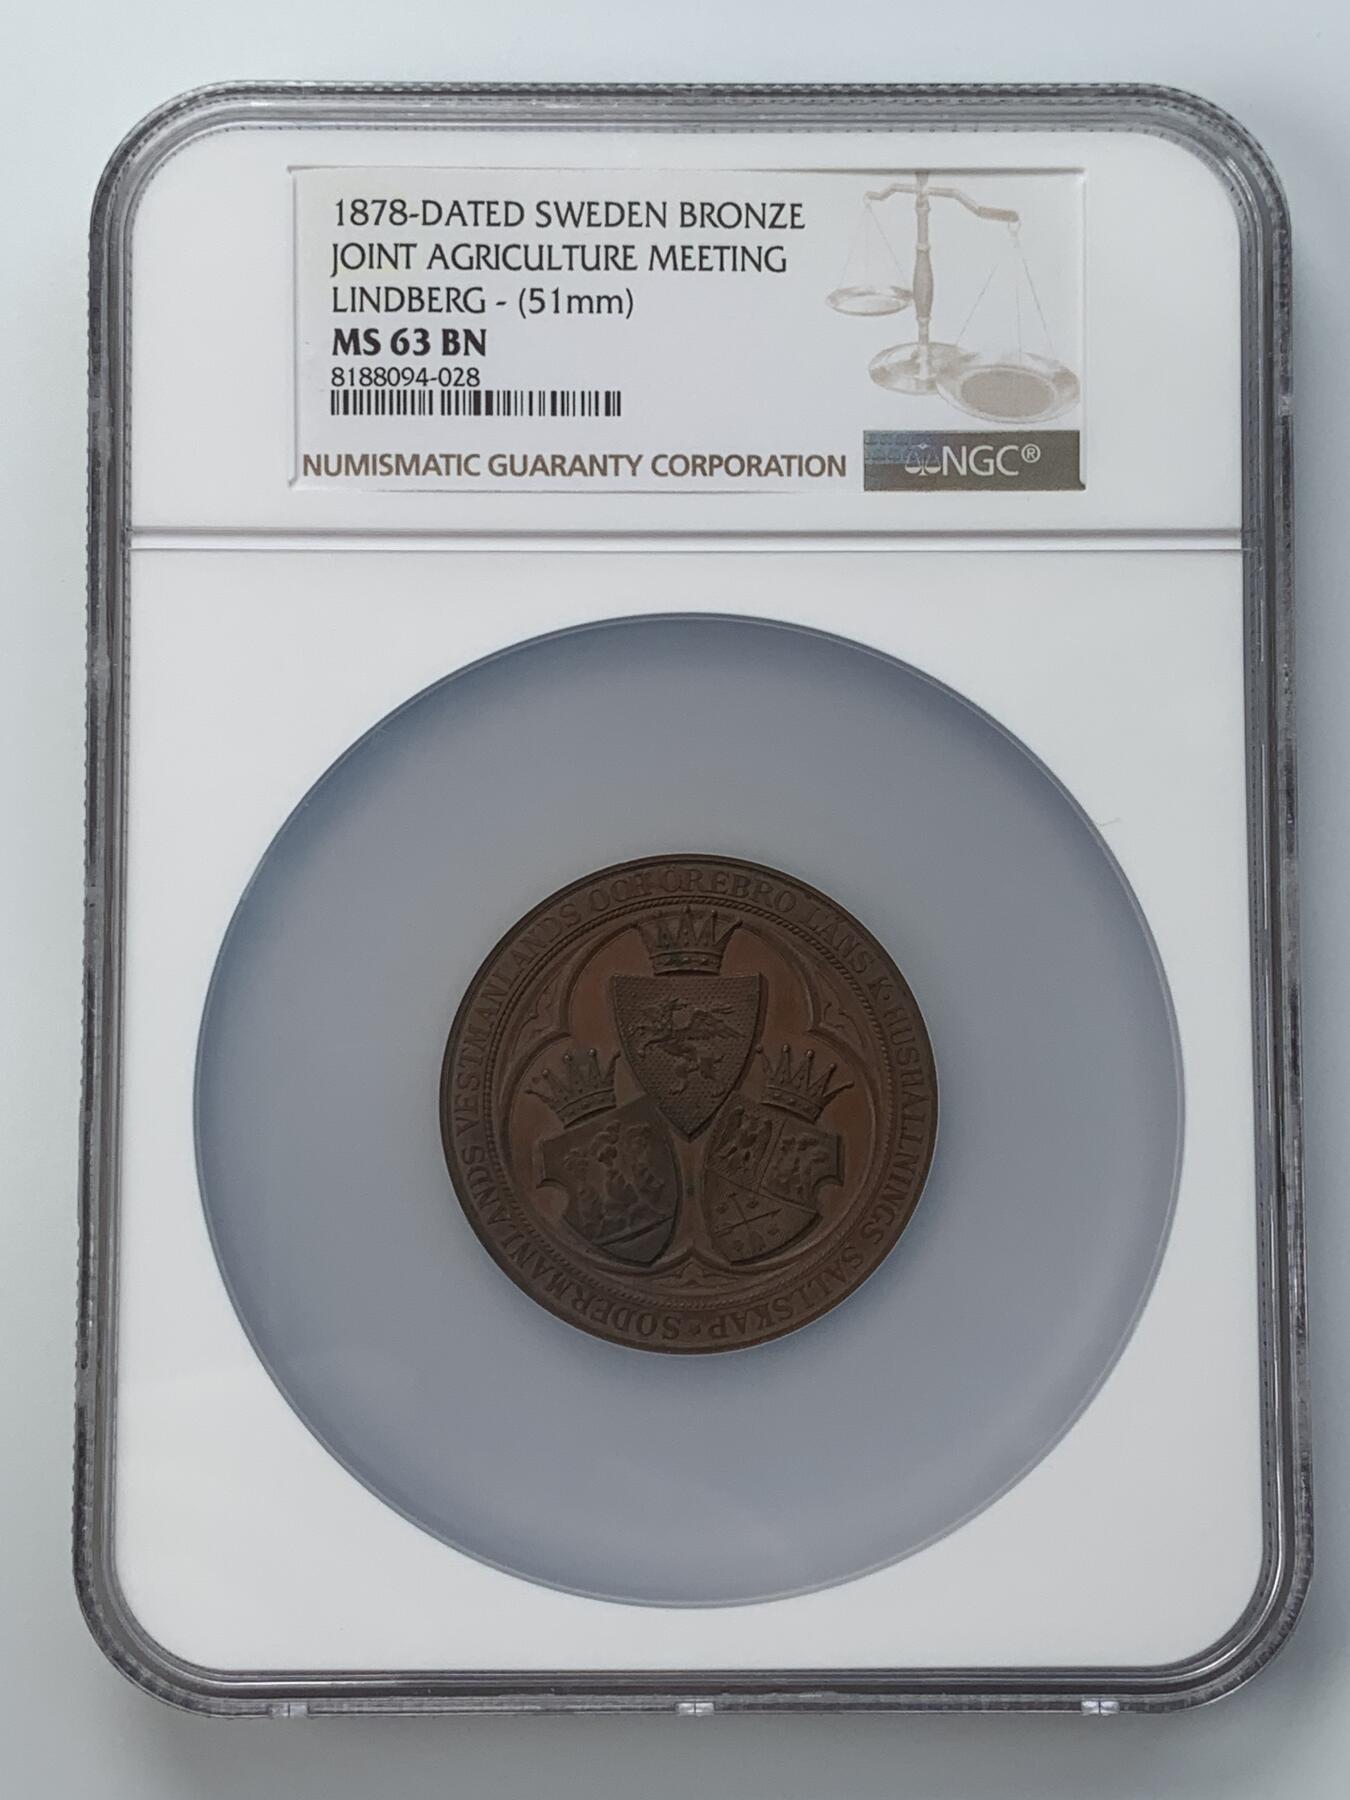 1878-DATED SWEDEN BRONZE
JOINT AGRICULTURE MEETING
LINDBERG - (51mm)
MS 63 BN
8188094-028
NUMISMATIC GUARANTY CORPORATION
NGC®
SÖDERMANLANDS VESTMANLANDS OCH ÖREBRO LÄNS K·HUSHÅLLNINGS SÄLLSKAP